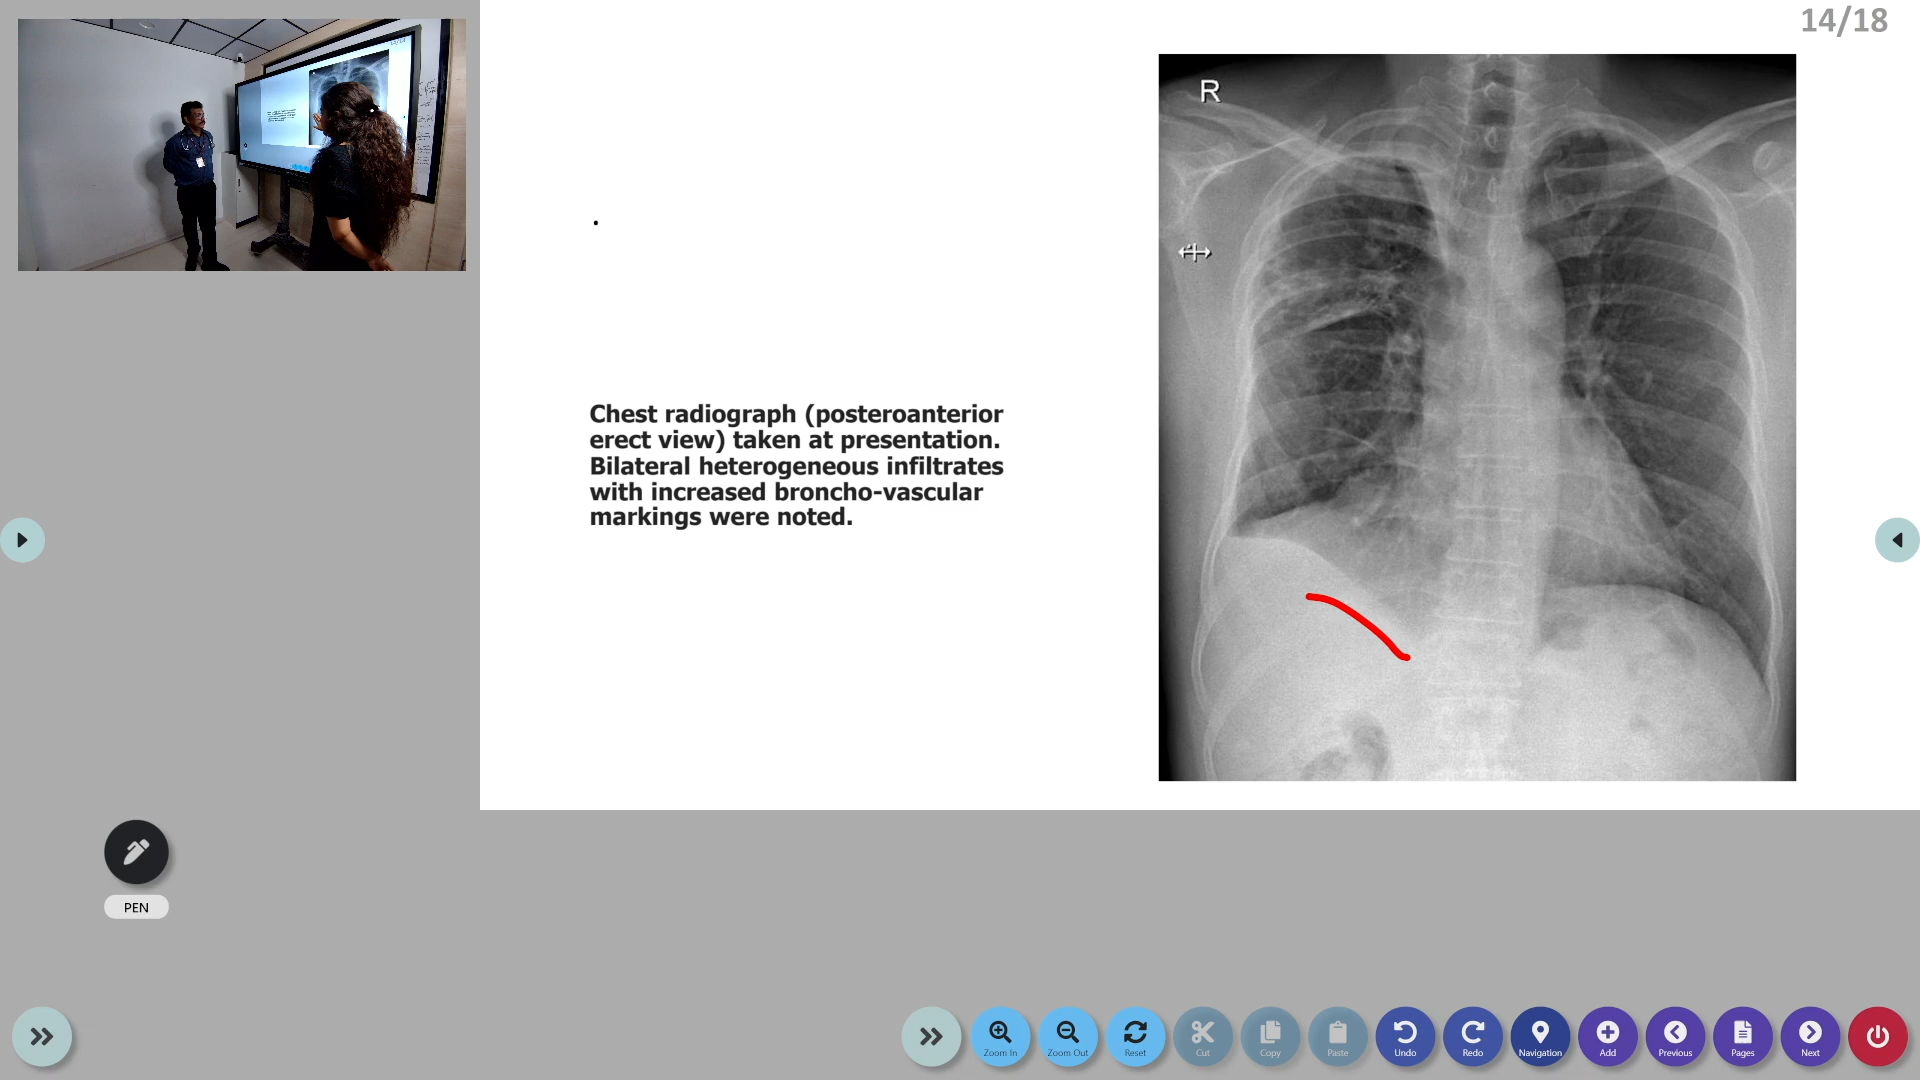 14/18
R
Chest radiograph (posteroanterior
erect view) taken at presentation.
Bilateral heterogeneous infiltrates
with increased broncho-vascular
markings were noted.
PEN
Zoom In
Zoom Out
Reset
Cut
Copy
Paste
Undo
Redo
Navigation
Add
Previous
Pages
Next